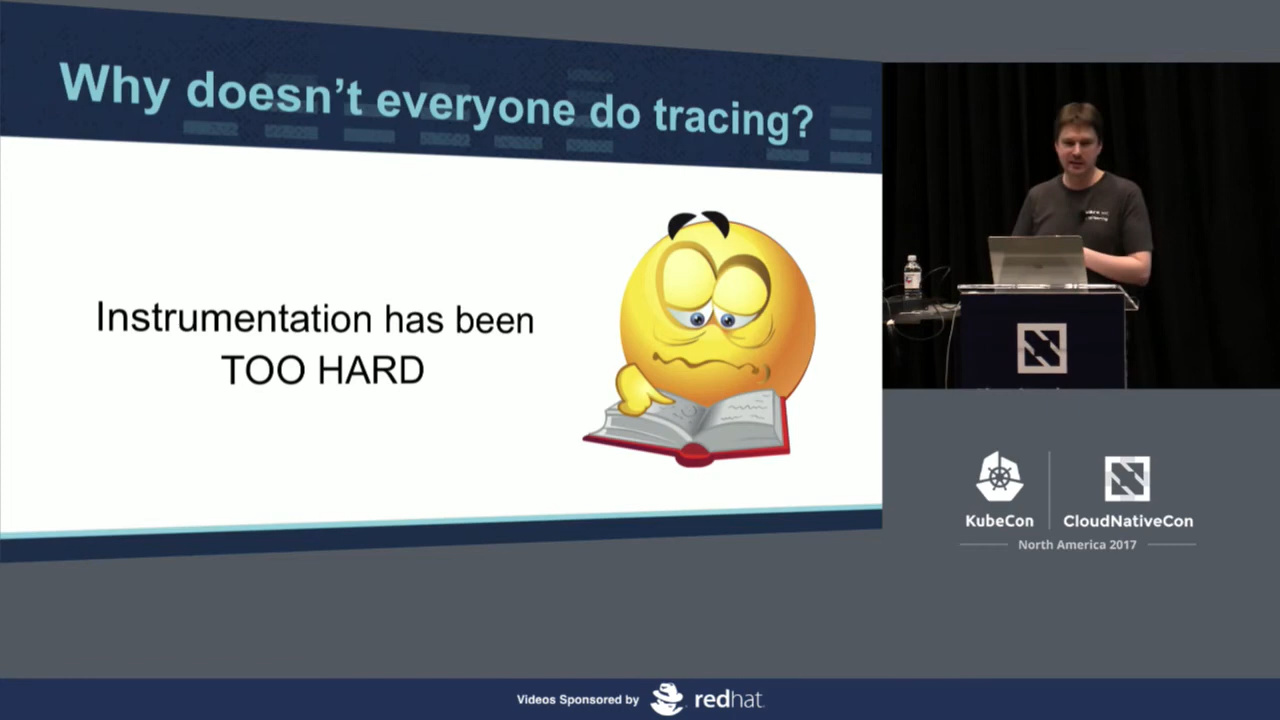 Why doesn't everyone do tracing?
Instrumentation has been
TOO HARD
KubeCon
CloudNativeCon
North America 2017
Videos Sponsored by
redhat